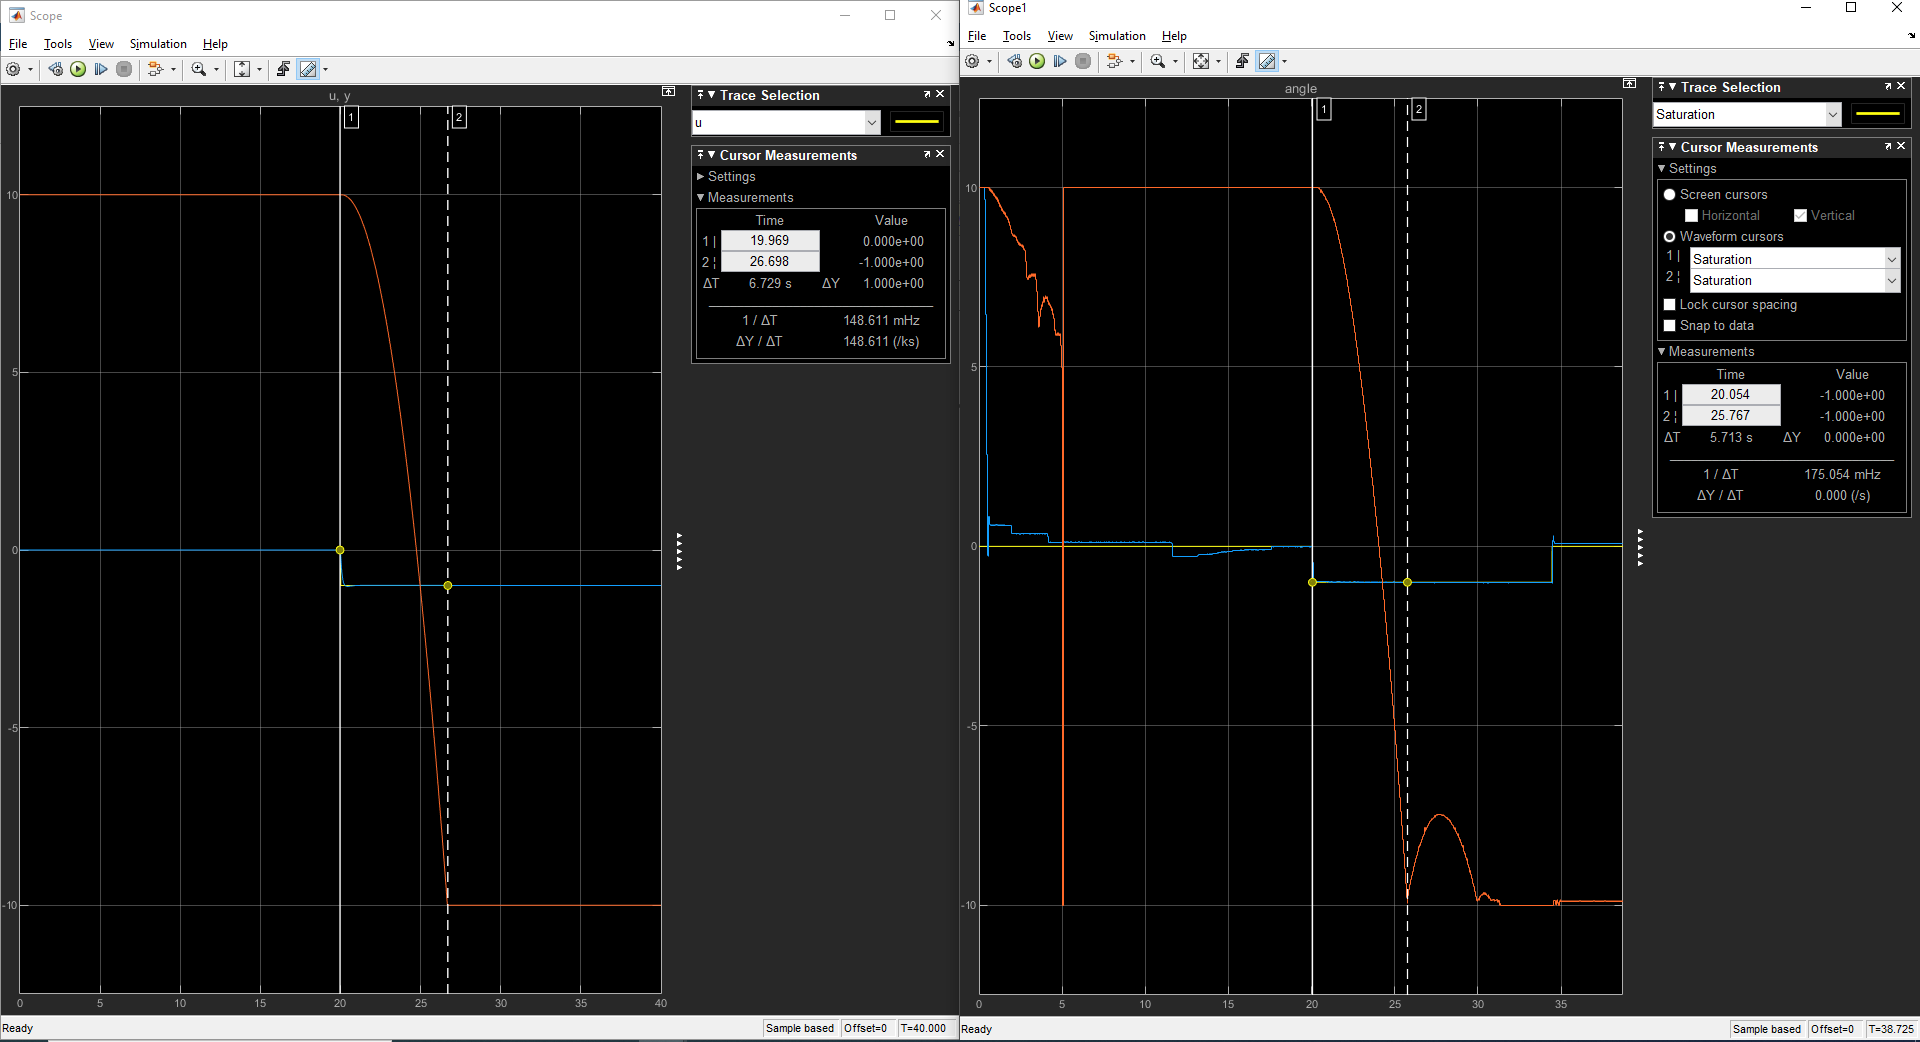 Scope
File Tools View Simulation Help
u, y
1
2
10
5
0
-5
-10
0 5 10 15 20 25 30 35 40
Trace Selection
u
Cursor Measurements
Settings
Measurements
Time Value
1 | 19.969 0.000e+00
2 ¦ 26.698 -1.000e+00
ΔT 6.729 s ΔY 1.000e+00
1 / ΔT 148.611 mHz
ΔY / ΔT 148.611 (/ks)
Ready
Sample based Offset=0 T=40.000
Scope1
File Tools View Simulation Help
angle
1
2
10
5
0
-5
-10
0 5 10 15 20 25 30 35
Trace Selection
Saturation
Cursor Measurements
Settings
Screen cursors
Horizontal Vertical
Waveform cursors
1 | Saturation
2 ¦ Saturation
Lock cursor spacing
Snap to data
Measurements
Time Value
1 | 20.054 -1.000e+00
2 ¦ 25.767 -1.000e+00
ΔT 5.713 s ΔY 0.000e+00
1 / ΔT 175.054 mHz
ΔY / ΔT 0.000 (/s)
Ready
Sample based Offset=0 T=38.725